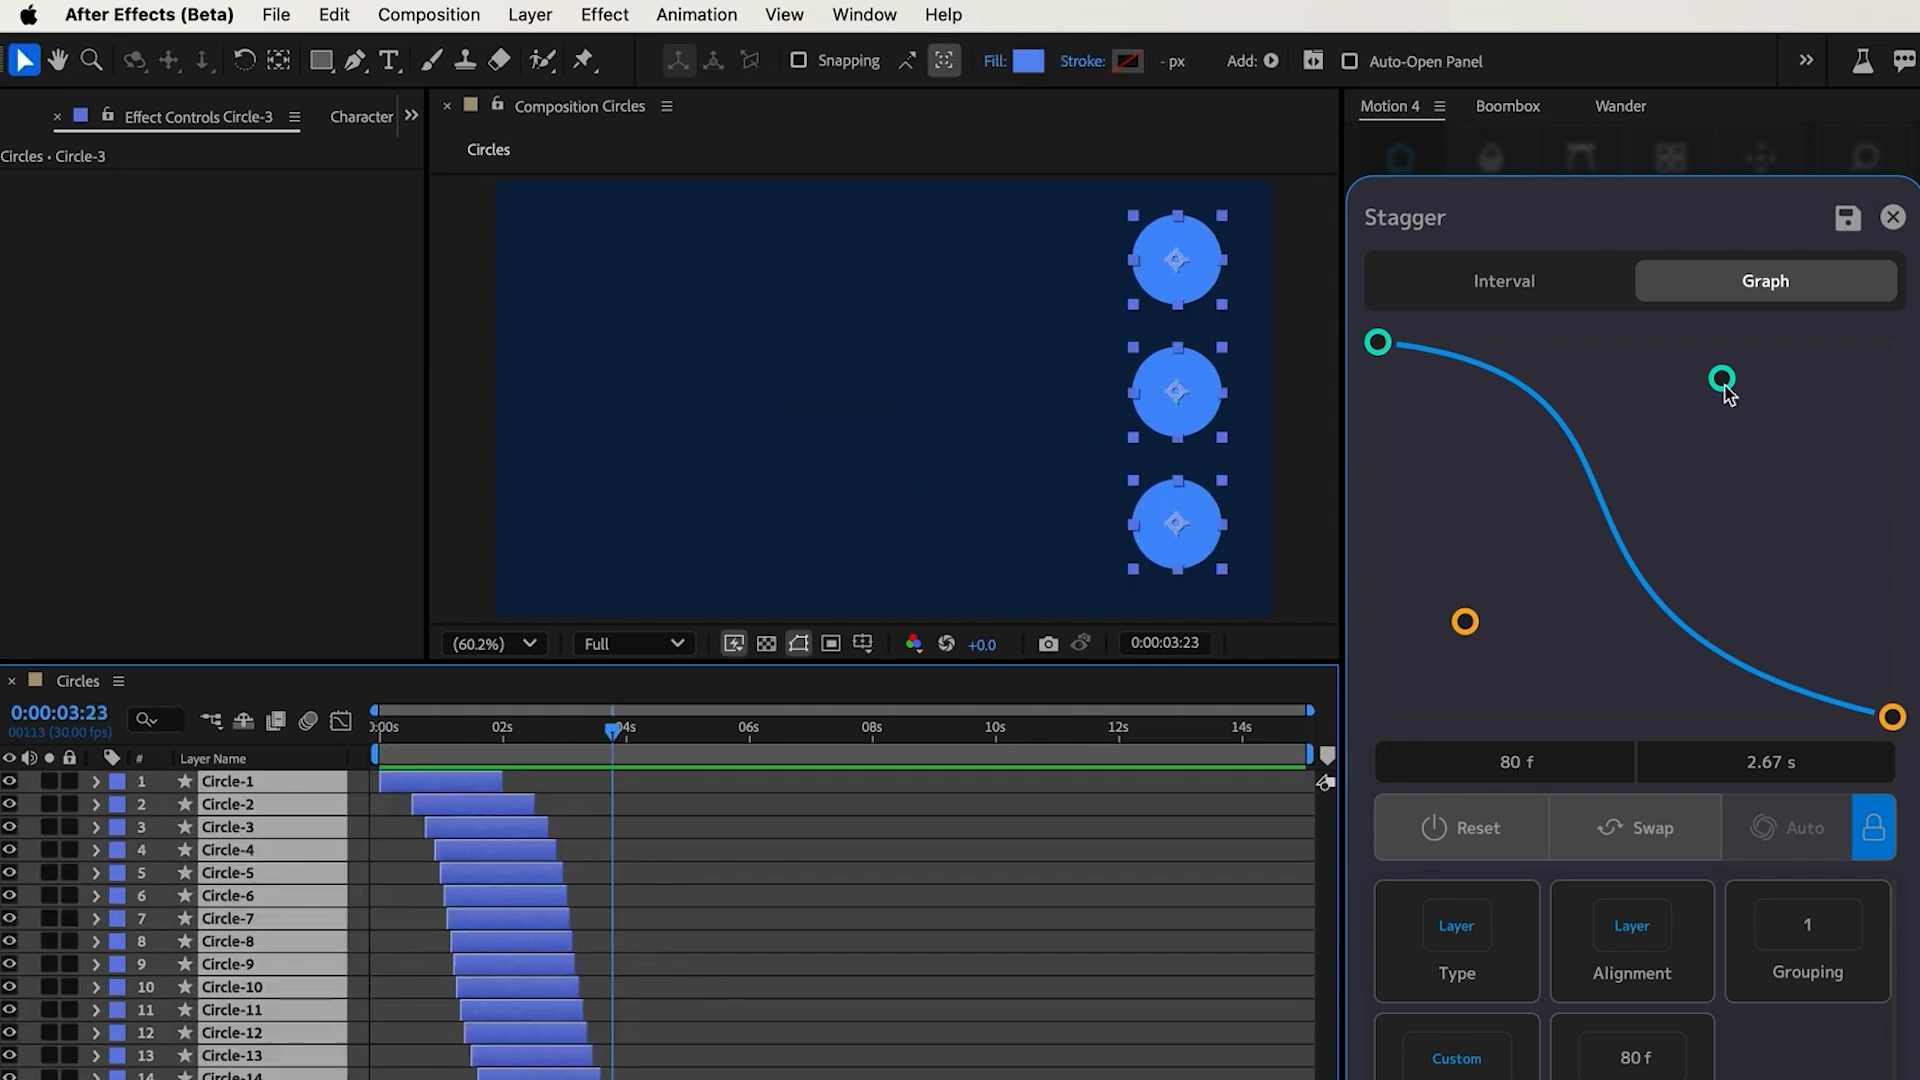 After Effects (Beta) File Edit Composition Layer Effect Animation View Window Help
Snapping Fill: Stroke: - px Add: Auto-Open Panel
Effect Controls Circle-3 Character
Circles • Circle-3
Composition Circles
Circles
(60.2%) Full +0.0 0:00:03:23
Motion 4 Boombox Wander
Stagger
Interval Graph
80 f 2.67 s
Reset Swap Auto
Layer Layer 1
Type Alignment Grouping
Custom 80 f
Circles
0:00:03:23
00113 (30.00 fps)
):00s 02s 04s 06s 08s 10s 12s 14s
# Layer Name
1 Circle-1
2 Circle-2
3 Circle-3
4 Circle-4
5 Circle-5
6 Circle-6
7 Circle-7
8 Circle-8
9 Circle-9
10 Circle-10
11 Circle-11
12 Circle-12
13 Circle-13
14 Circle-14